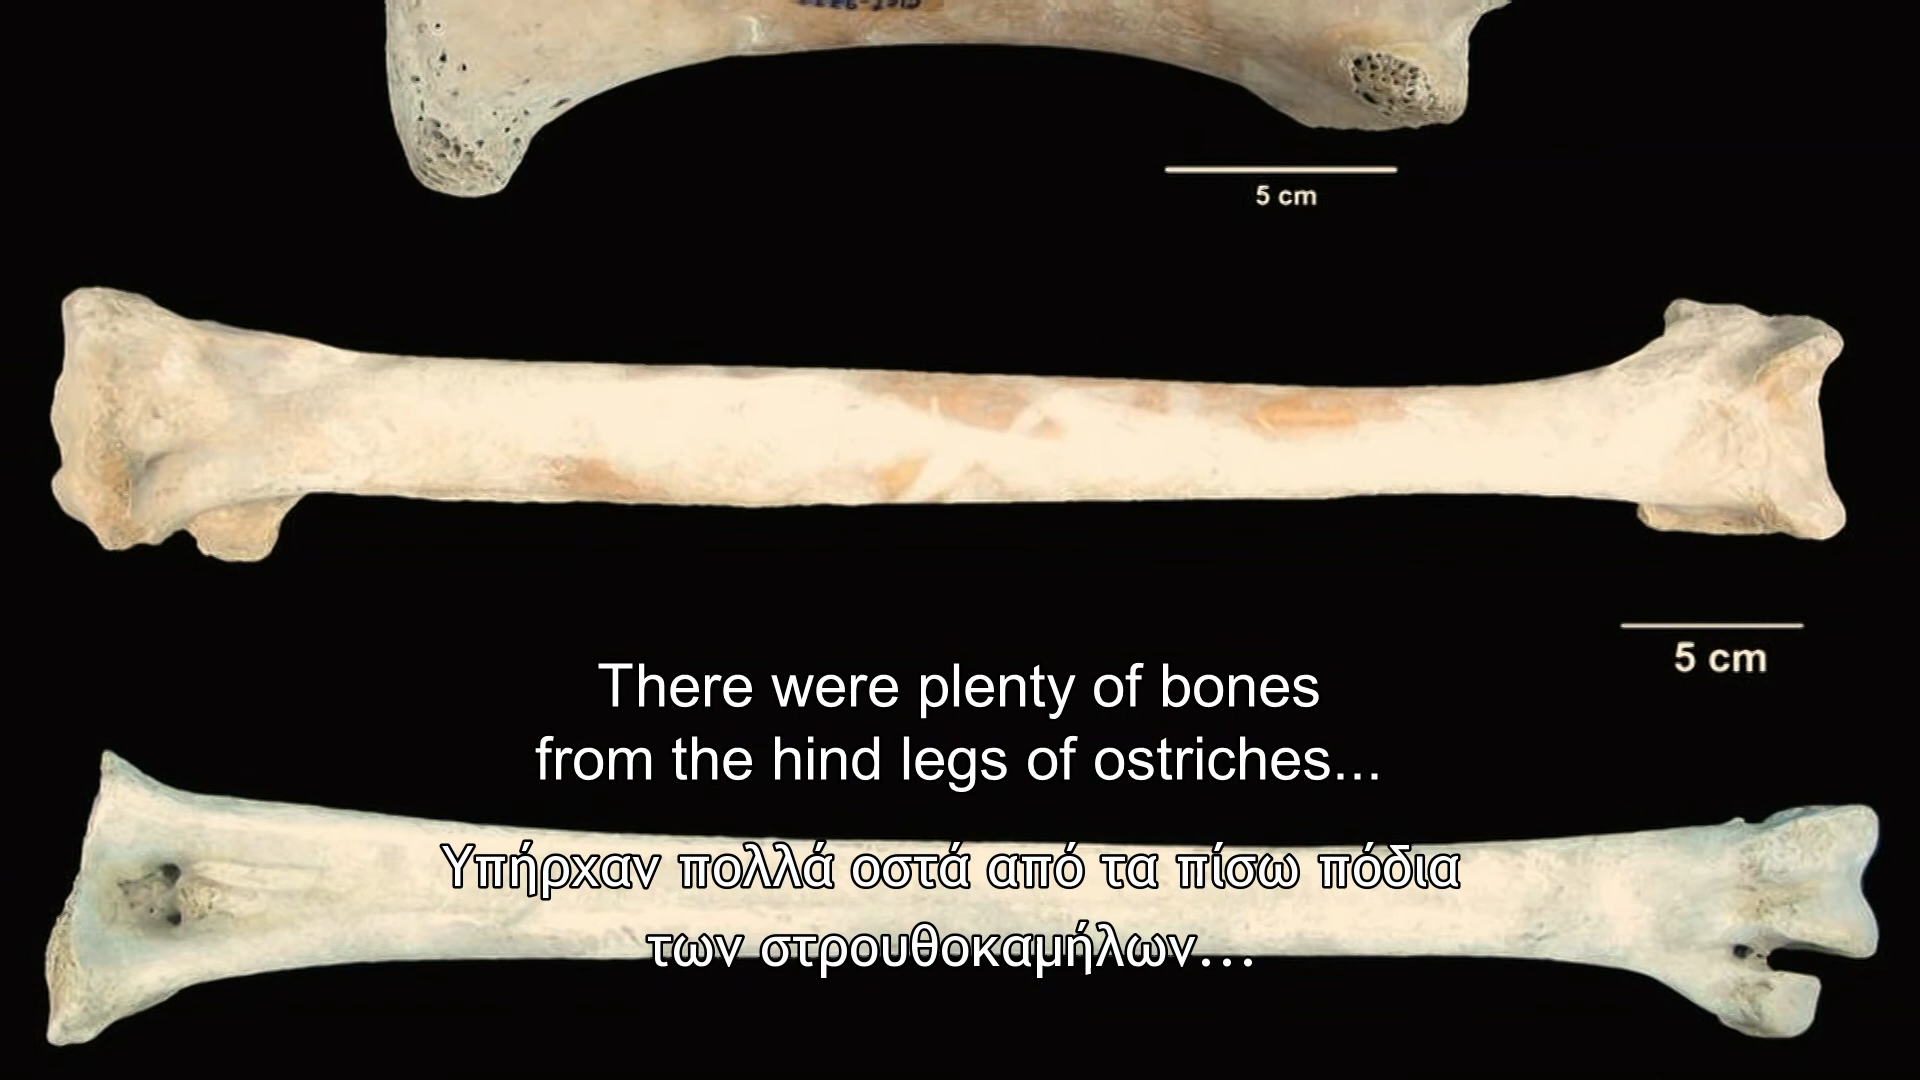 5 cm
5 cm
There were plenty of bones
from the hind legs of ostriches...
Υπήρχαν πολλά οστά από τα πίσω πόδια
των στρουθοκαμήλων...